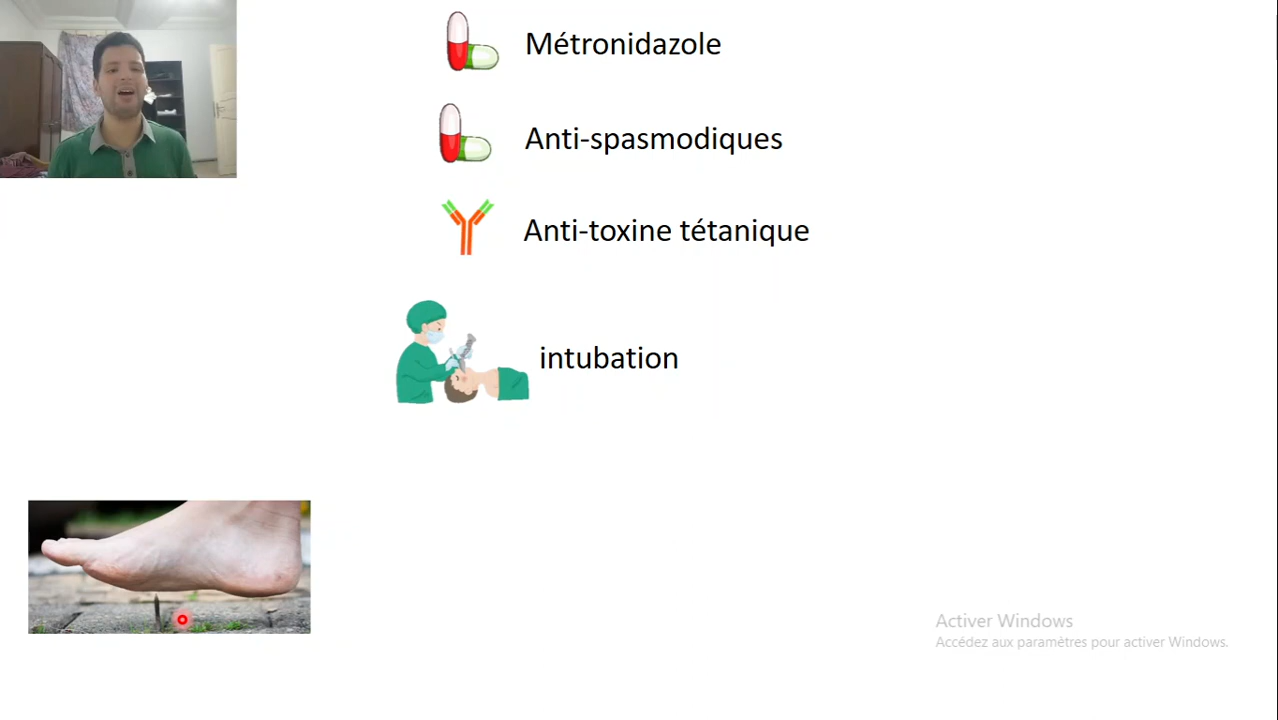 Métronidazole
Anti-spasmodiques
Anti-toxine tétanique
intubation
Activer Windows
Accédez aux paramètres pour activer Windows.